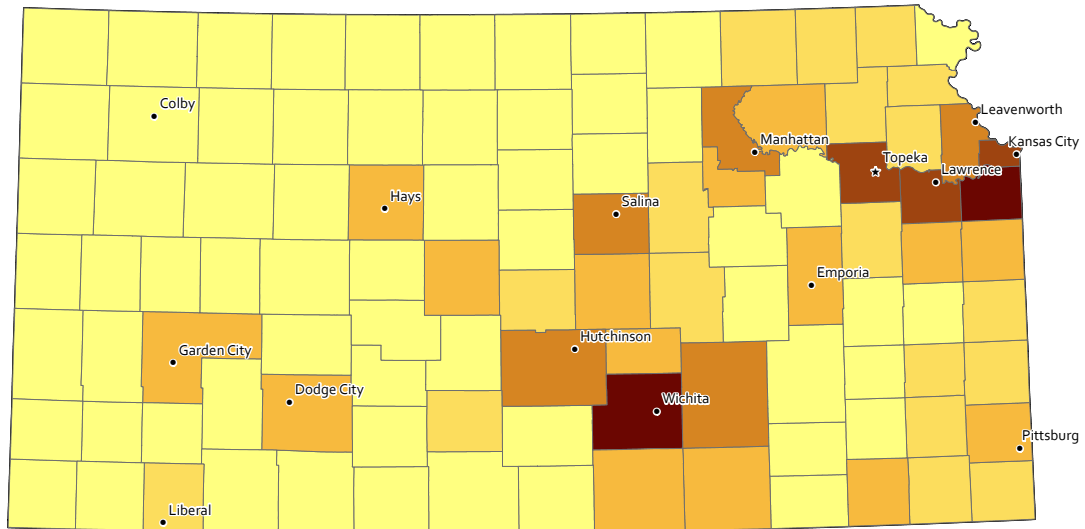 Colby
Leavenworth
Manhattan
Kansas City
Topeka
Lawrence
Hays
Salina
Emporia
Hutchinson
Garden City
Dodge City
Wichita
Pittsburg
Liberal